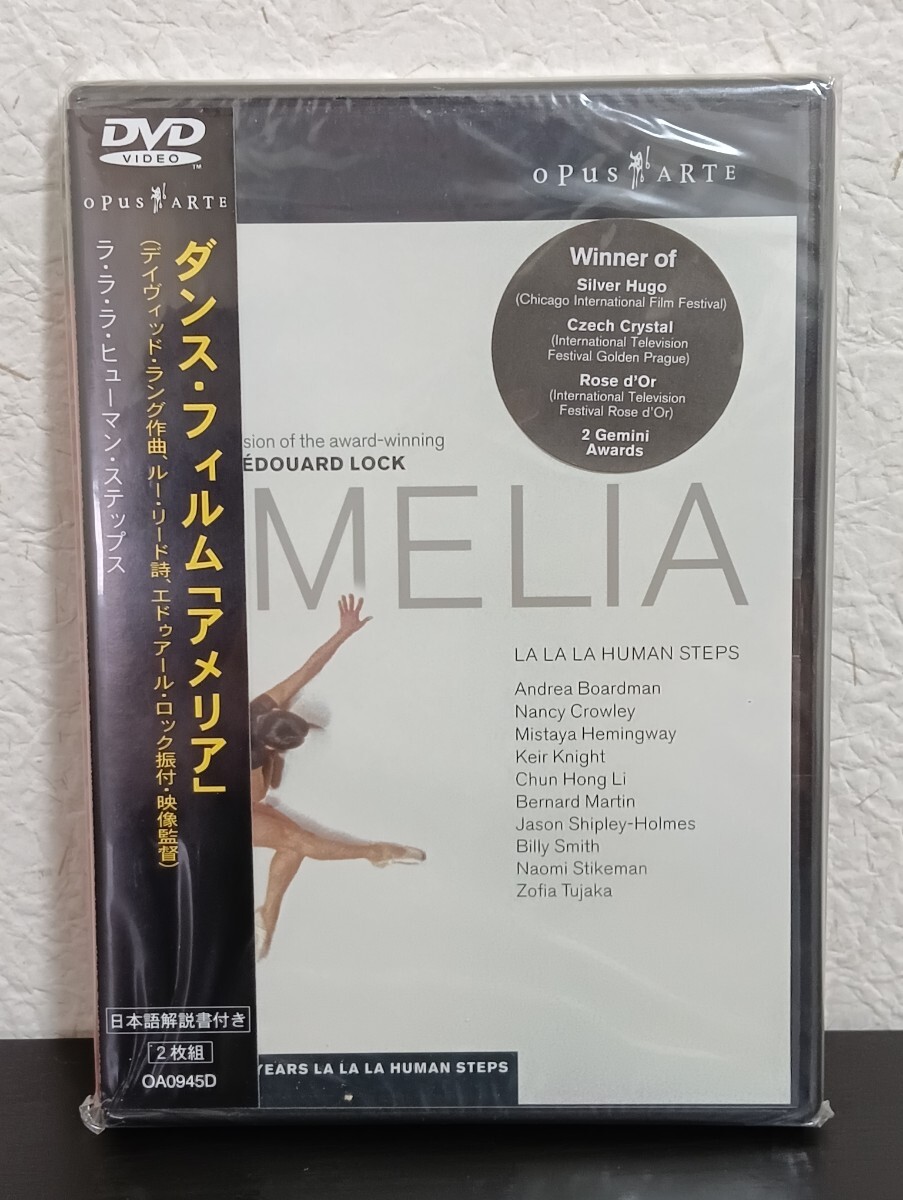 DVD
VIDEO
TM
OPUS ARTE
ダンス・フィルム「アメリア」
(デイヴィッド・ラング作曲、ルー・リード詩、エドゥアール・ロック振付・映像監督)
ラ・ラ・ラ・ヒューマン・ステップス
日本語解説書付き
2枚組
OA0945D
OPUS ARTE
Winner of
Silver Hugo
(Chicago International Film Festival)
Czech Crystal
(International Television
Festival Golden Prague)
Rose d'Or
(International Television
Festival Rose d'Or)
2 Gemini
Awards
sion of the award-winning
ÉDOUARD LOCK
MELIA
LA LA LA HUMAN STEPS
Andrea Boardman
Nancy Crowley
Mistaya Hemingway
Keir Knight
Chun Hong Li
Bernard Martin
Jason Shipley-Holmes
Billy Smith
Naomi Stikeman
Zofia Tujaka
YEARS LA LA LA HUMAN STEPS